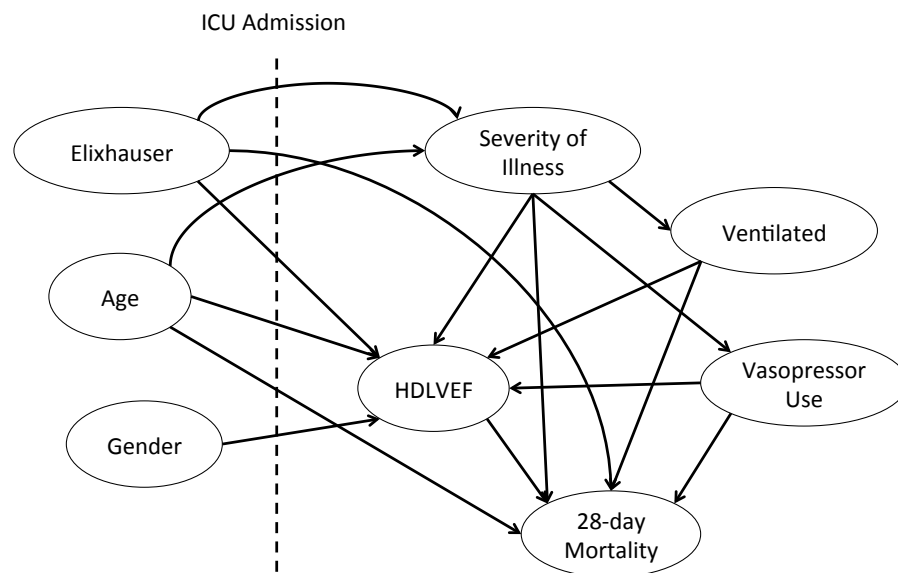 ICU Admission
Elixhauser
Severity of
Illness
Ventilated
Age
HDLVEF
Vasopressor
Use
Gender
28-day
Mortality